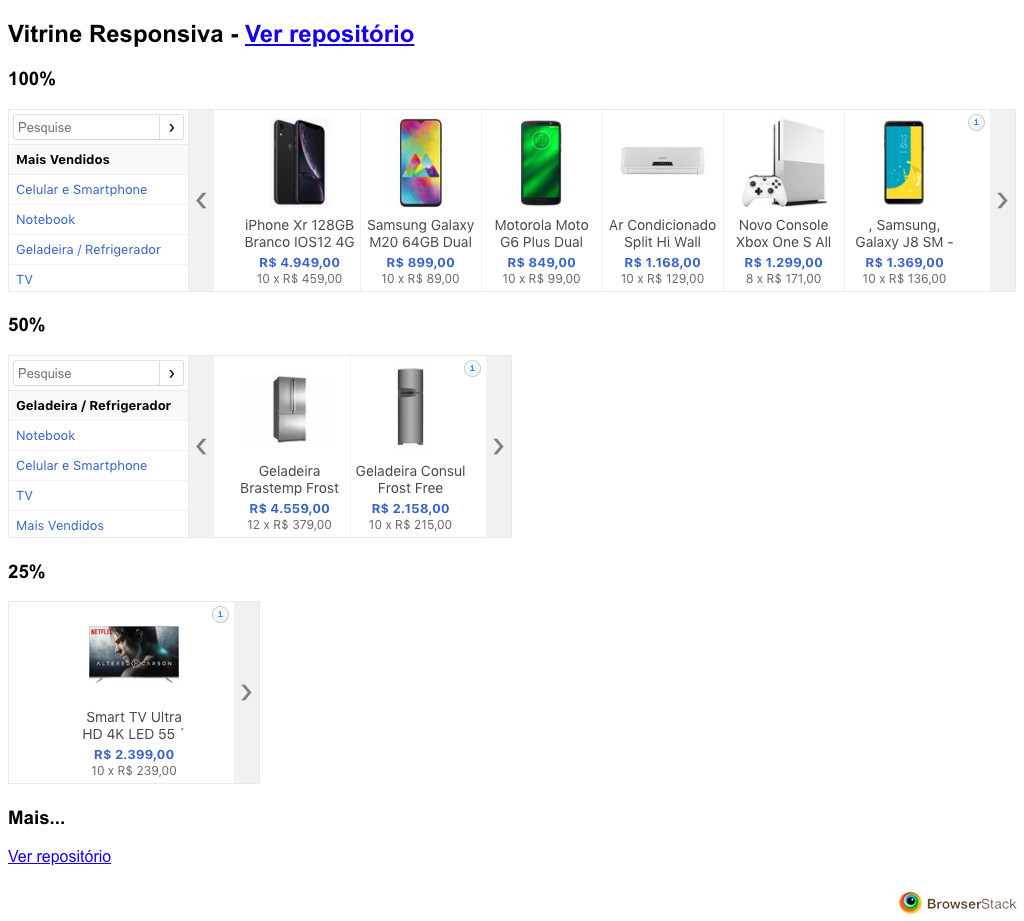 Vitrine Responsiva - Ver repositório
100%
Pesquise
Mais Vendidos
Celular e Smartphone
Notebook
Geladeira / Refrigerador
TV
iPhone Xr 128GB
Branco IOS12 4G
R$ 4.949,00
10 x R$ 459,00
Samsung Galaxy
M20 64GB Dual
R$ 899,00
10 x R$ 89,00
Motorola Moto
G6 Plus Dual
R$ 849,00
10 x R$ 99,00
Ar Condicionado
Split Hi Wall
R$ 1.168,00
10 x R$ 129,00
Novo Console
Xbox One S All
R$ 1.299,00
8 x R$ 171,00
, Samsung,
Galaxy J8 SM -
R$ 1.369,00
10 x R$ 136,00
i
50%
Pesquise
Geladeira / Refrigerador
Notebook
Celular e Smartphone
TV
Mais Vendidos
Geladeira
Brastemp Frost
R$ 4.559,00
12 x R$ 379,00
Geladeira Consul
Frost Free
R$ 2.158,00
10 x R$ 215,00
i
25%
i
NETFLIX
ALTERED CARBON
Smart TV Ultra
HD 4K LED 55 ´
R$ 2.399,00
10 x R$ 239,00
Mais...
Ver repositório
BrowserStack